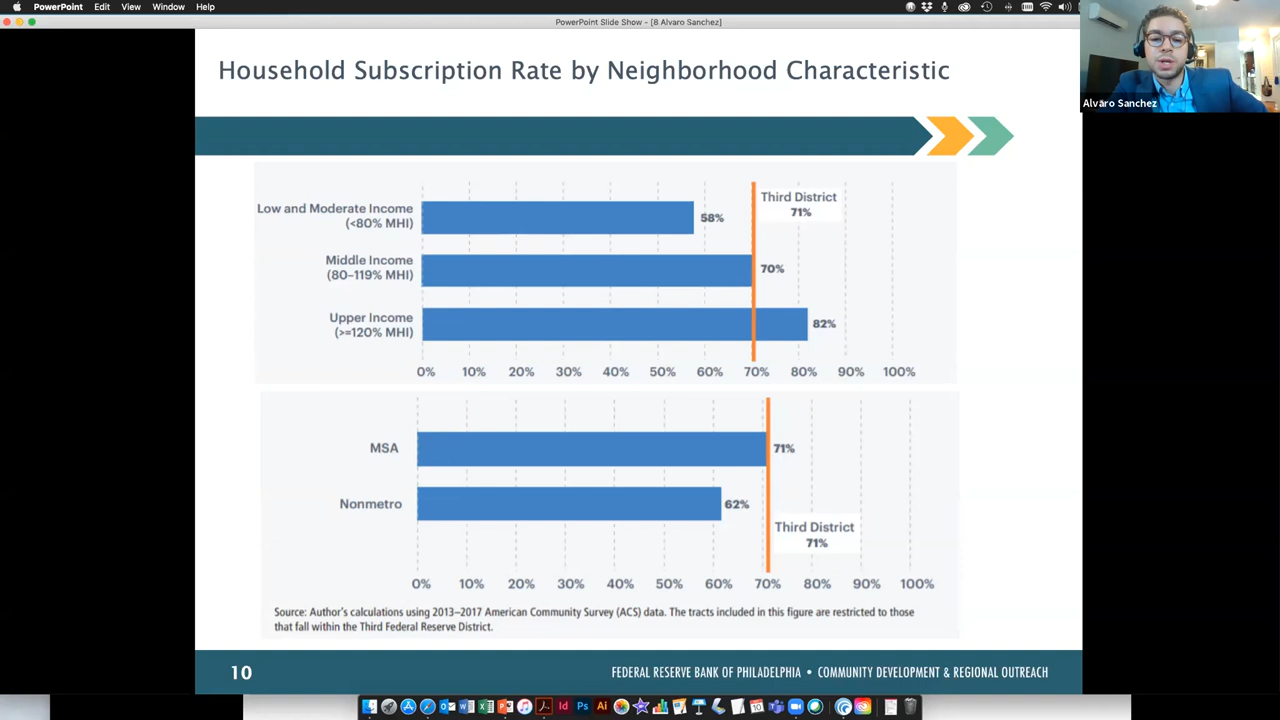 PowerPoint Edit View Window Help
PowerPoint Slide Show - [8 Alvaro Sanchez]
Alvaro Sanchez
Household Subscription Rate by Neighborhood Characteristic
Third District
71%
Low and Moderate Income
(<80% MHI)
58%
Middle Income
(80–119% MHI)
70%
Upper Income
(>=120% MHI)
82%
0% 10% 20% 30% 40% 50% 60% 70% 80% 90% 100%
MSA
71%
Nonmetro
62%
Third District
71%
0% 10% 20% 30% 40% 50% 60% 70% 80% 90% 100%
Source: Author's calculations using 2013–2017 American Community Survey (ACS) data. The tracts included in this figure are restricted to those
that fall within the Third Federal Reserve District.
10
FEDERAL RESERVE BANK OF PHILADELPHIA • COMMUNITY DEVELOPMENT & REGIONAL OUTREACH
Id Ps Ai